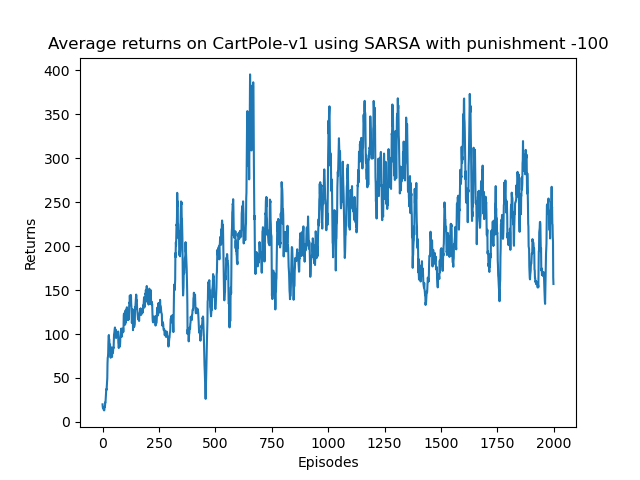 Average returns on CartPole-v1 using SARSA with punishment -100
400
350
300
250
200
150
100
50
0
Returns
0 250 500 750 1000 1250 1500 1750 2000
Episodes